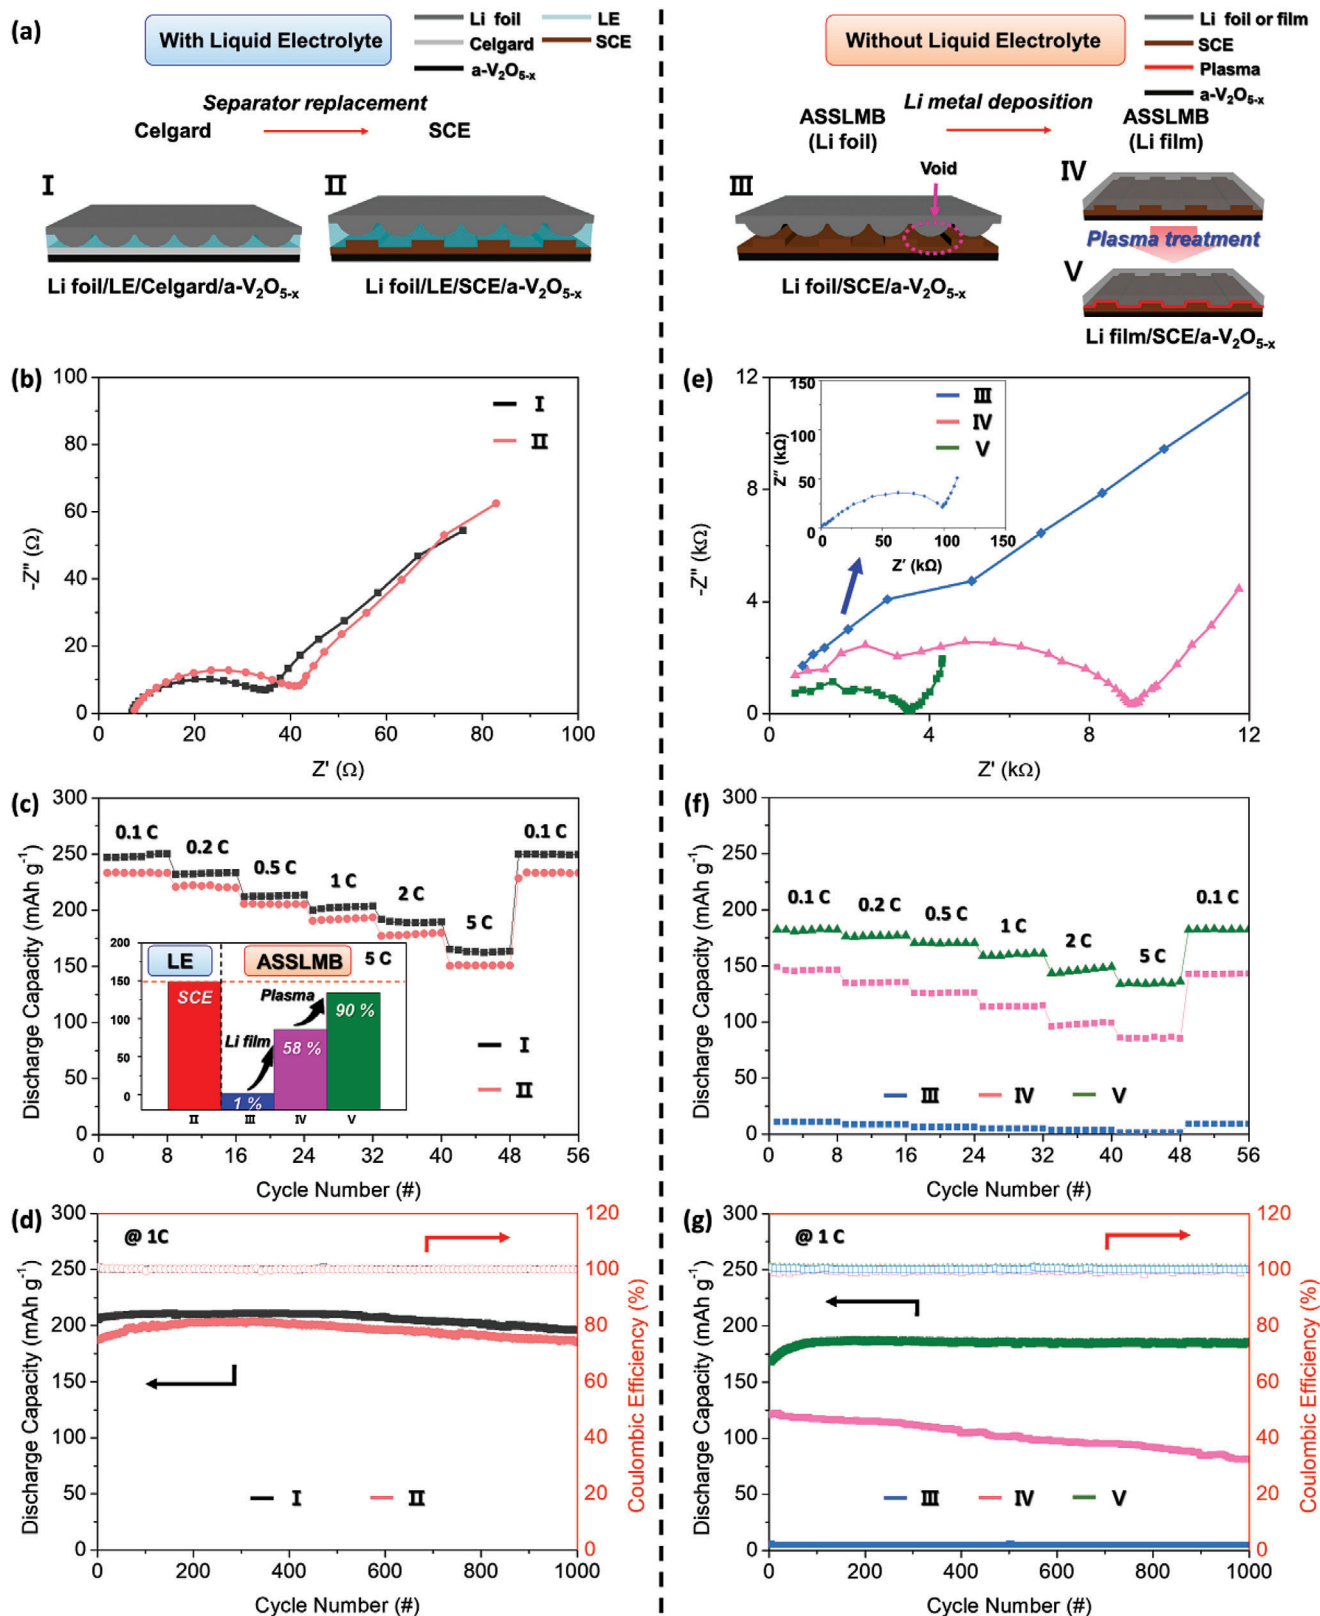 (a)
With Liquid Electrolyte
Li foil
LE
Celgard
SCE
a-V₂O₅₋ₓ
Separator replacement
Celgard
SCE
I
II
Li foil/LE/Celgard/a-V₂O₅₋ₓ
Li foil/LE/SCE/a-V₂O₅₋ₓ
Without Liquid Electrolyte
Li foil or film
SCE
Plasma
a-V₂O₅₋ₓ
Li metal deposition
ASSLMB
(Li foil)
ASSLMB
(Li film)
III
Void
IV
Plasma treatment
V
Li foil/SCE/a-V₂O₅₋ₓ
Li film/SCE/a-V₂O₅₋ₓ
(b)
100
80
60
40
20
0
-Z'' (Ω)
I
II
0 20 40 60 80 100
Z' (Ω)
(e)
12
8
4
0
-Z'' (kΩ)
150
100
50
0
Z'' (kΩ)
0 50 100 150
Z' (kΩ)
III
IV
V
0 4 8 12
Z' (kΩ)
(c)
300
250
200
150
100
50
0
Discharge Capacity (mAh g⁻¹)
0.1 C
0.2 C
0.5 C
1 C
2 C
5 C
0.1 C
200
150
100
50
0
LE
ASSLMB
5 C
SCE
Plasma
Li film
1 %
58 %
90 %
II III IV V
I
II
0 8 16 24 32 40 48 56
Cycle Number (#)
(f)
300
250
200
150
100
50
0
Discharge Capacity (mAh g⁻¹)
0.1 C
0.2 C
0.5 C
1 C
2 C
5 C
0.1 C
III IV V
0 8 16 24 32 40 48 56
Cycle Number (#)
(d)
300
250
200
150
100
50
0
Discharge Capacity (mAh g⁻¹)
@ 1C
I II
120
100
80
60
40
20
0
Coulombic Efficiency (%)
0 200 400 600 800 1000
Cycle Number (#)
(g)
300
250
200
150
100
50
0
Discharge Capacity (mAh g⁻¹)
@ 1 C
III IV V
120
100
80
60
40
20
0
Coulombic Efficiency (%)
0 200 400 600 800 1000
Cycle Number (#)